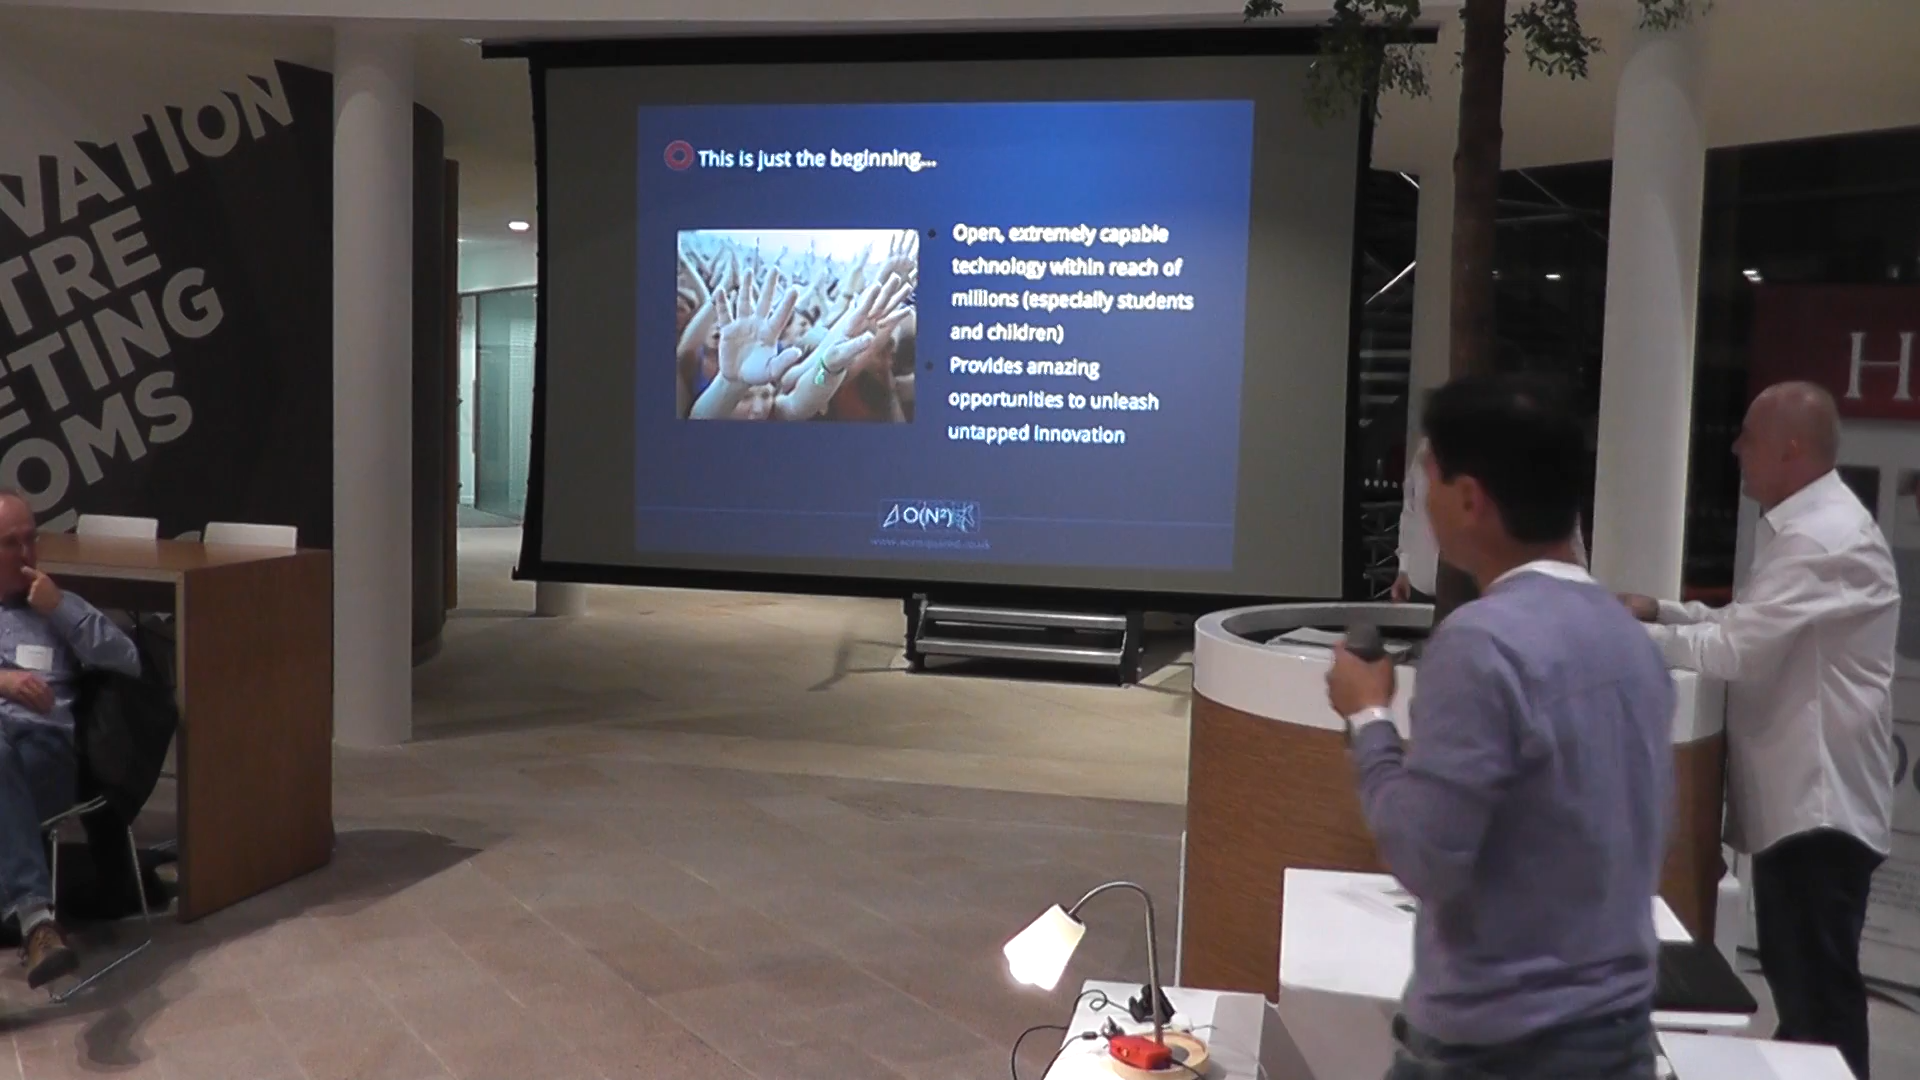 VATION
TRE
ETING
OMS
This is just the beginning...
Open, extremely capable
technology within reach of
millions (especially students
and children)
Provides amazing
opportunities to unleash
untapped innovation
O(N²)
H